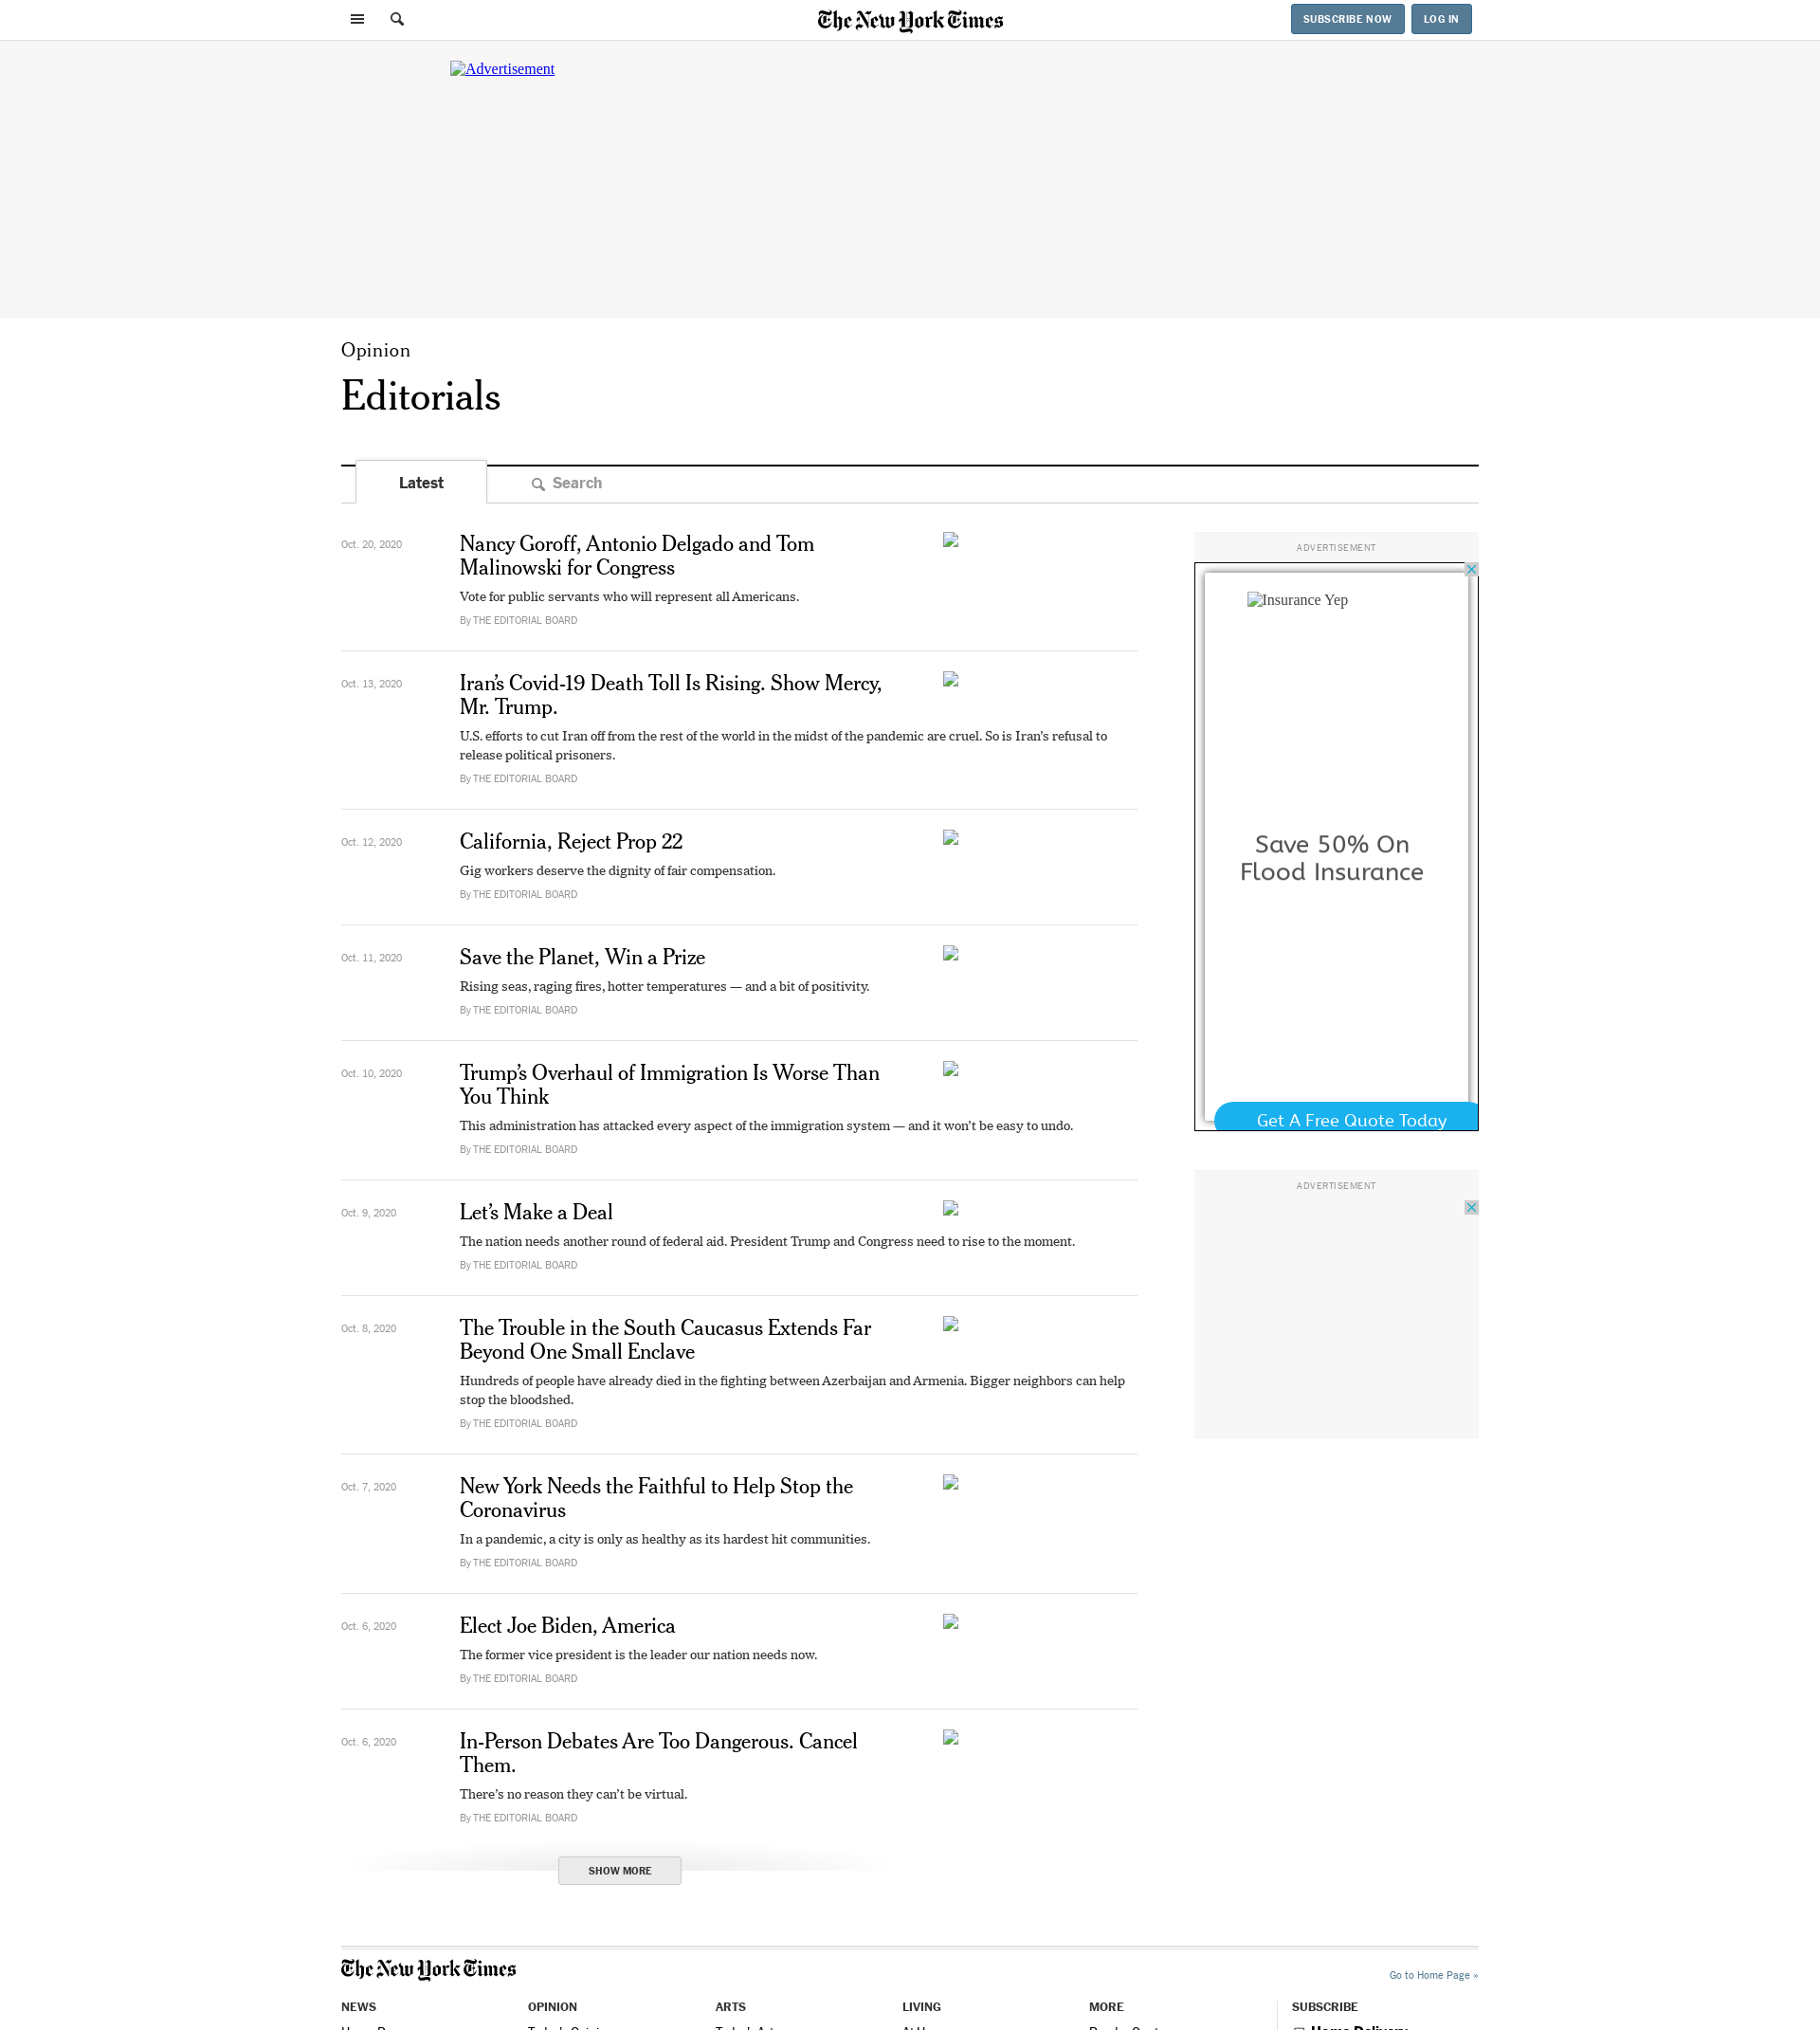 The New York Times
SUBSCRIBE NOW
LOG IN
Advertisement
Opinion
Editorials
Latest
Search
Oct. 20, 2020
Nancy Goroff, Antonio Delgado and Tom
Malinowski for Congress
Vote for public servants who will represent all Americans.
By THE EDITORIAL BOARD
Oct. 13, 2020
Iran’s Covid-19 Death Toll Is Rising. Show Mercy,
Mr. Trump.
U.S. efforts to cut Iran off from the rest of the world in the midst of the pandemic are cruel. So is Iran’s refusal to
release political prisoners.
By THE EDITORIAL BOARD
Oct. 12, 2020
California, Reject Prop 22
Gig workers deserve the dignity of fair compensation.
By THE EDITORIAL BOARD
Oct. 11, 2020
Save the Planet, Win a Prize
Rising seas, raging fires, hotter temperatures — and a bit of positivity.
By THE EDITORIAL BOARD
Oct. 10, 2020
Trump’s Overhaul of Immigration Is Worse Than
You Think
This administration has attacked every aspect of the immigration system — and it won’t be easy to undo.
By THE EDITORIAL BOARD
Oct. 9, 2020
Let’s Make a Deal
The nation needs another round of federal aid. President Trump and Congress need to rise to the moment.
By THE EDITORIAL BOARD
Oct. 8, 2020
The Trouble in the South Caucasus Extends Far
Beyond One Small Enclave
Hundreds of people have already died in the fighting between Azerbaijan and Armenia. Bigger neighbors can help
stop the bloodshed.
By THE EDITORIAL BOARD
Oct. 7, 2020
New York Needs the Faithful to Help Stop the
Coronavirus
In a pandemic, a city is only as healthy as its hardest hit communities.
By THE EDITORIAL BOARD
Oct. 6, 2020
Elect Joe Biden, America
The former vice president is the leader our nation needs now.
By THE EDITORIAL BOARD
Oct. 6, 2020
In-Person Debates Are Too Dangerous. Cancel
Them.
There’s no reason they can’t be virtual.
By THE EDITORIAL BOARD
SHOW MORE
ADVERTISEMENT
Insurance Yep
Save 50% On
Flood Insurance
Get A Free Quote Today
ADVERTISEMENT
The New York Times
Go to Home Page »
NEWS
OPINION
ARTS
LIVING
MORE
SUBSCRIBE
Home Delivery